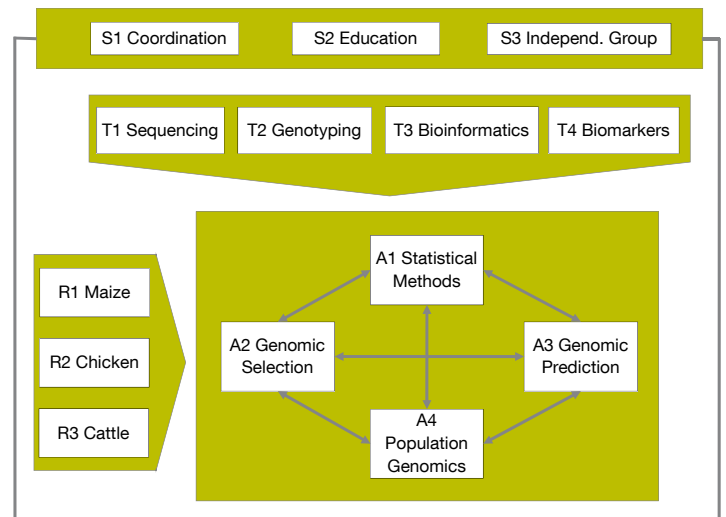 S1 Coordination
S2 Education
S3 Independ. Group
T1 Sequencing
T2 Genotyping
T3 Bioinformatics
T4 Biomarkers
R1 Maize
R2 Chicken
R3 Cattle
A1 Statistical
Methods
A2 Genomic
Selection
A3 Genomic
Prediction
A4
Population
Genomics